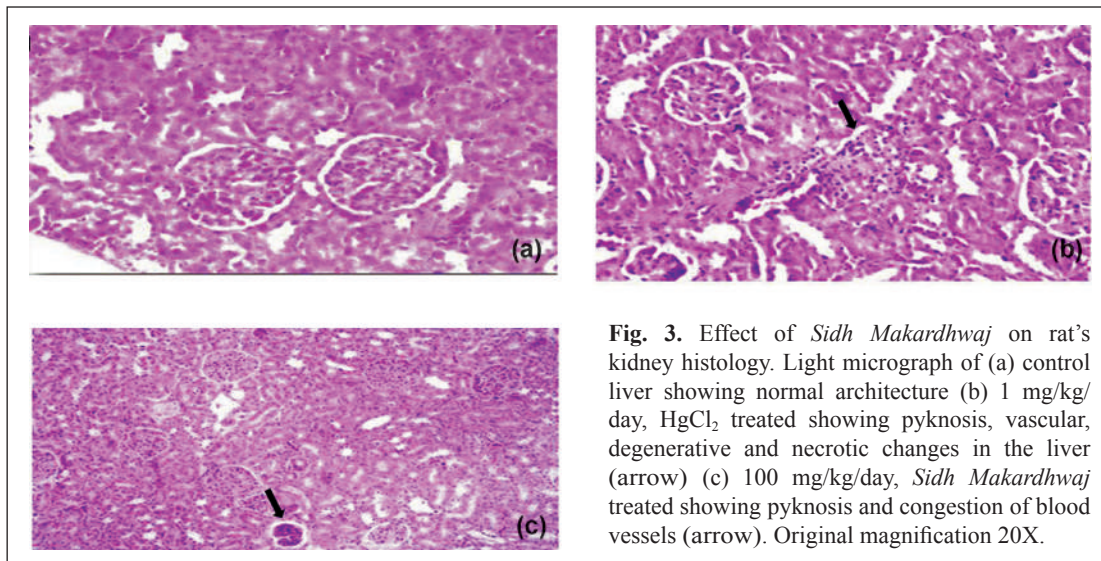 (a)
(b)
(c)
Fig. 3. Effect of Sidh Makardhwaj on rat's
kidney histology. Light micrograph of (a) control
liver showing normal architecture (b) 1 mg/kg/
day, HgCl₂ treated showing pyknosis, vascular,
degenerative and necrotic changes in the liver
(arrow) (c) 100 mg/kg/day, Sidh Makardhwaj
treated showing pyknosis and congestion of blood
vessels (arrow). Original magnification 20X.